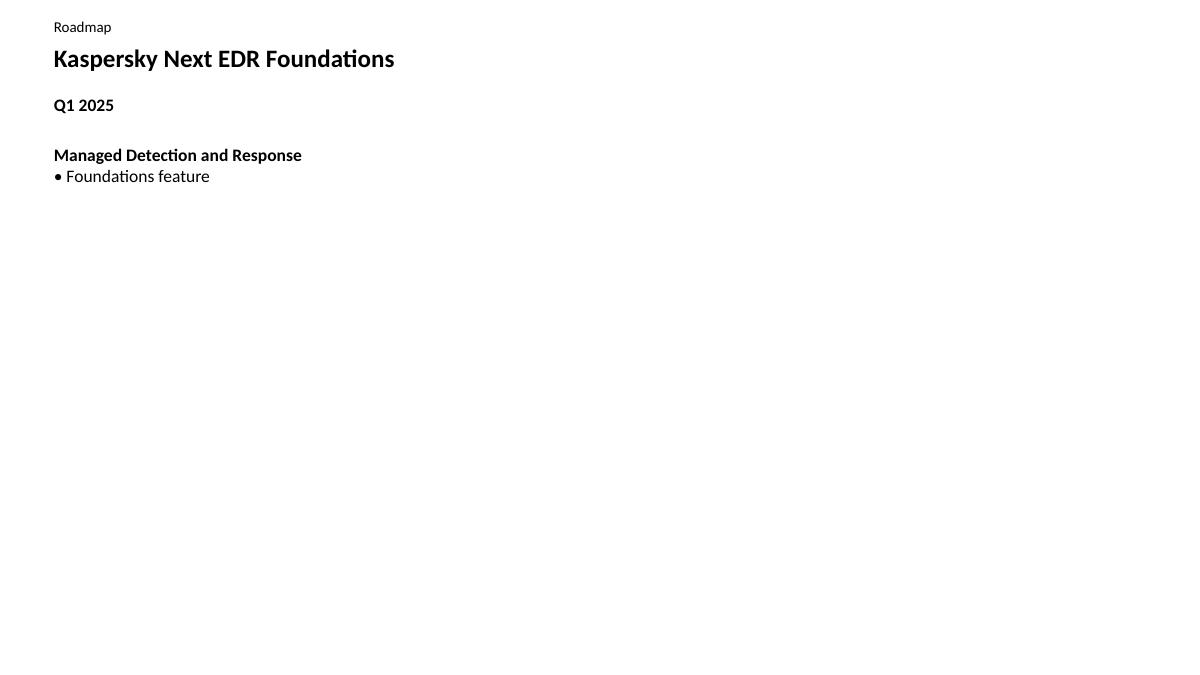 Roadmap
Kaspersky Next EDR Foundations
Q1 2025
Managed Detection and Response
• Foundations feature